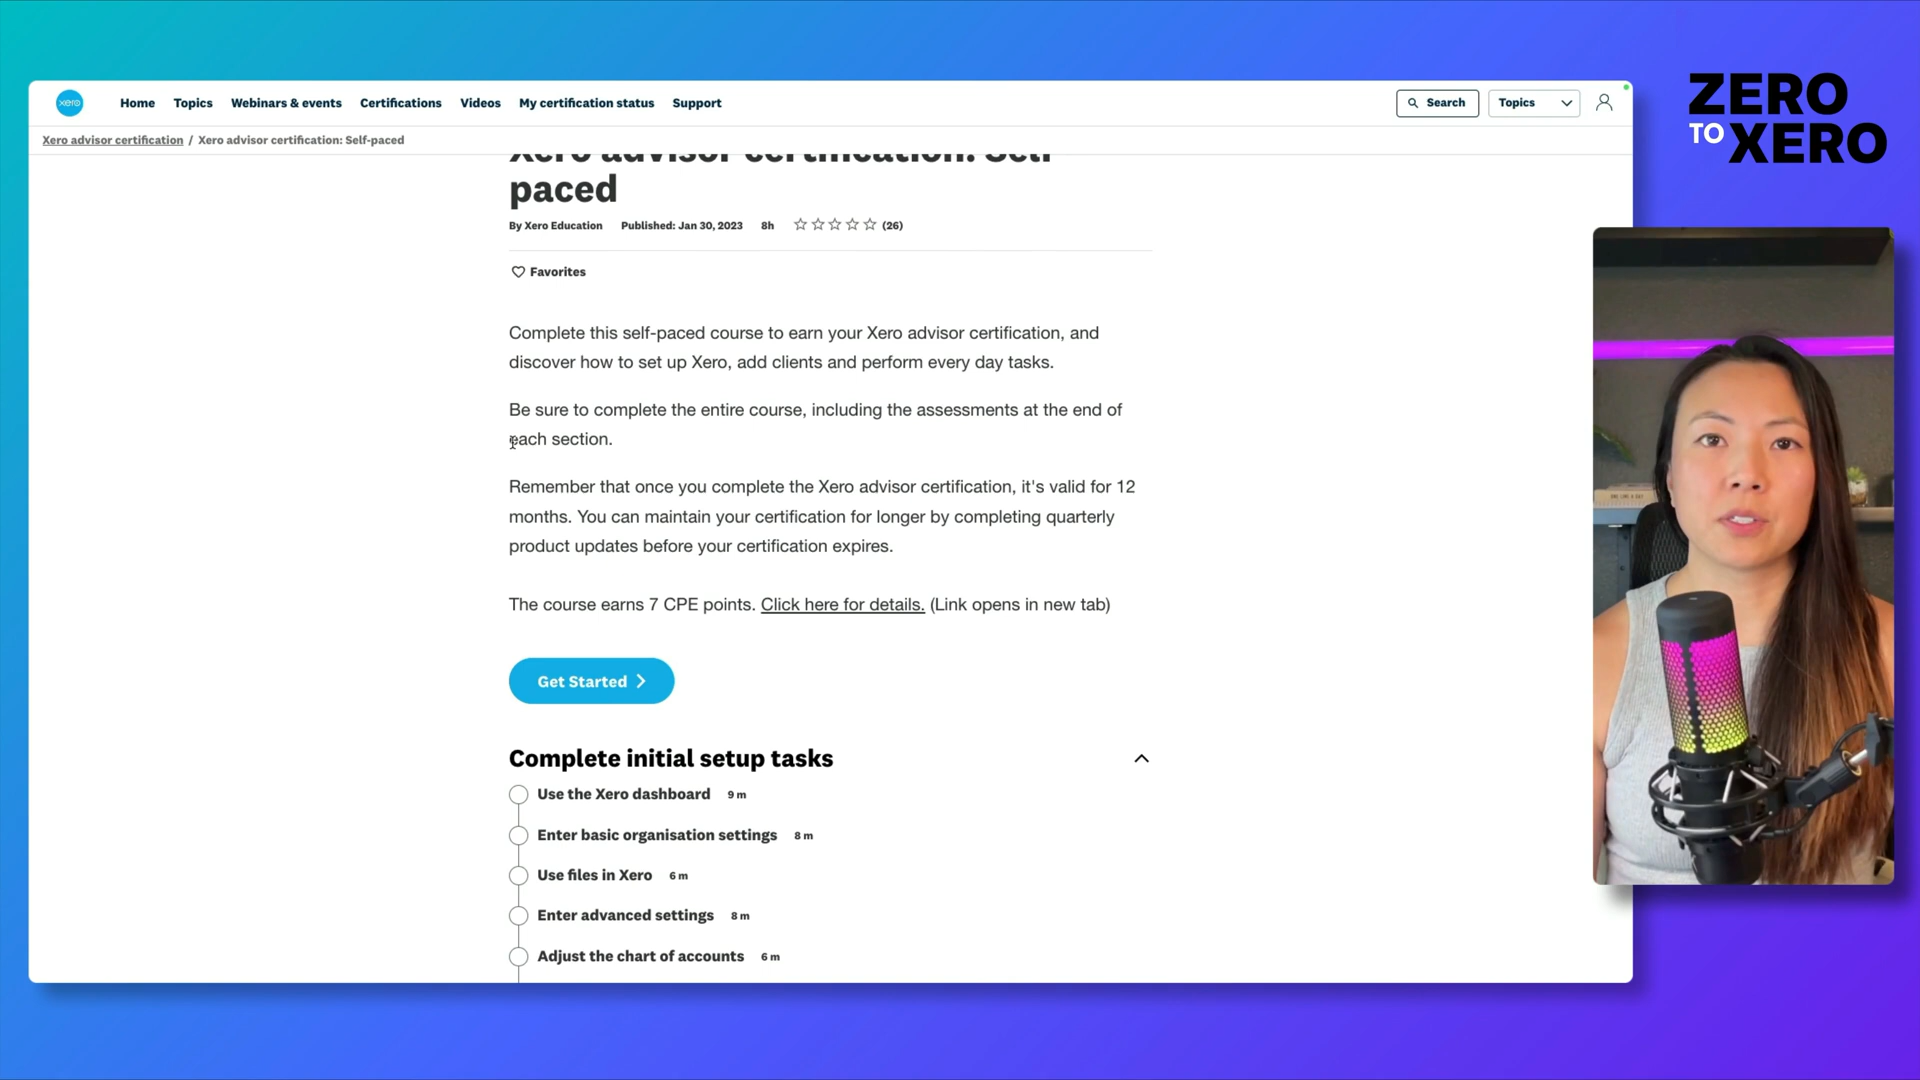 xero
Home Topics Webinars & events Certifications Videos My certification status Support
Search
Topics
ZERO
TO XERO
Xero advisor certification / Xero advisor certification: Self-paced
Xero advisor certification: Self-
paced
By Xero Education Published: Jan 30, 2023 8h (26)
Favorites
Complete this self-paced course to earn your Xero advisor certification, and
discover how to set up Xero, add clients and perform every day tasks.
Be sure to complete the entire course, including the assessments at the end of
each section.
Remember that once you complete the Xero advisor certification, it's valid for 12
months. You can maintain your certification for longer by completing quarterly
product updates before your certification expires.
The course earns 7 CPE points. Click here for details. (Link opens in new tab)
Get Started
Complete initial setup tasks
Use the Xero dashboard 9 m
Enter basic organisation settings 8 m
Use files in Xero 6 m
Enter advanced settings 8 m
Adjust the chart of accounts 6 m